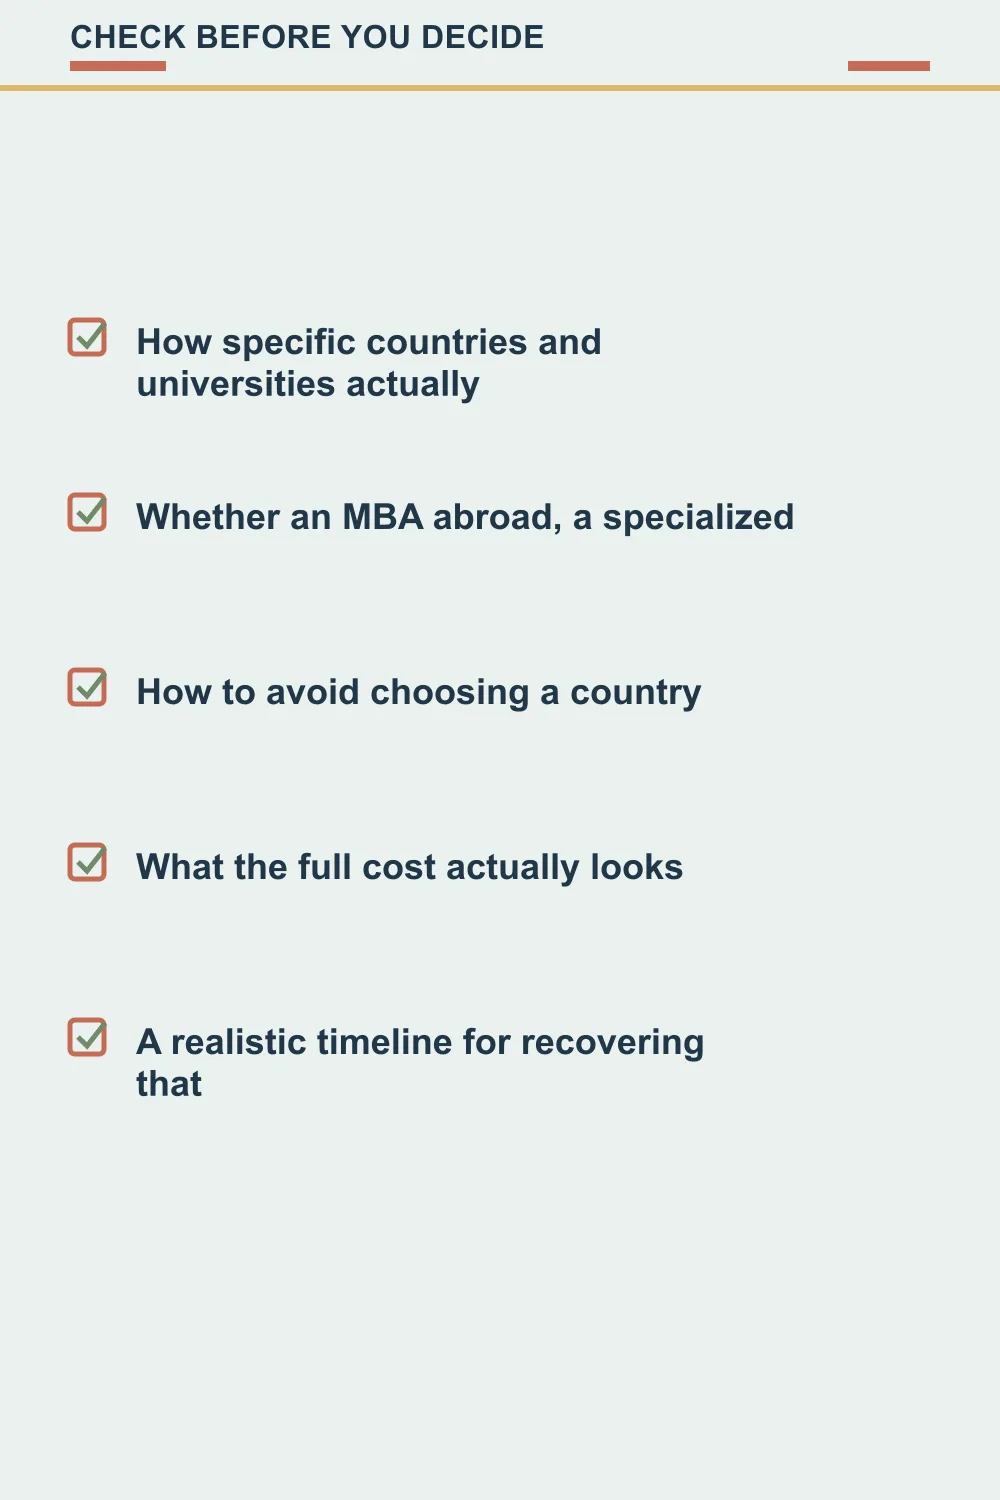 CHECK BEFORE YOU DECIDE
How specific countries and
universities actually
Whether an MBA abroad, a specialized
How to avoid choosing a country
What the full cost actually looks
A realistic timeline for recovering
that